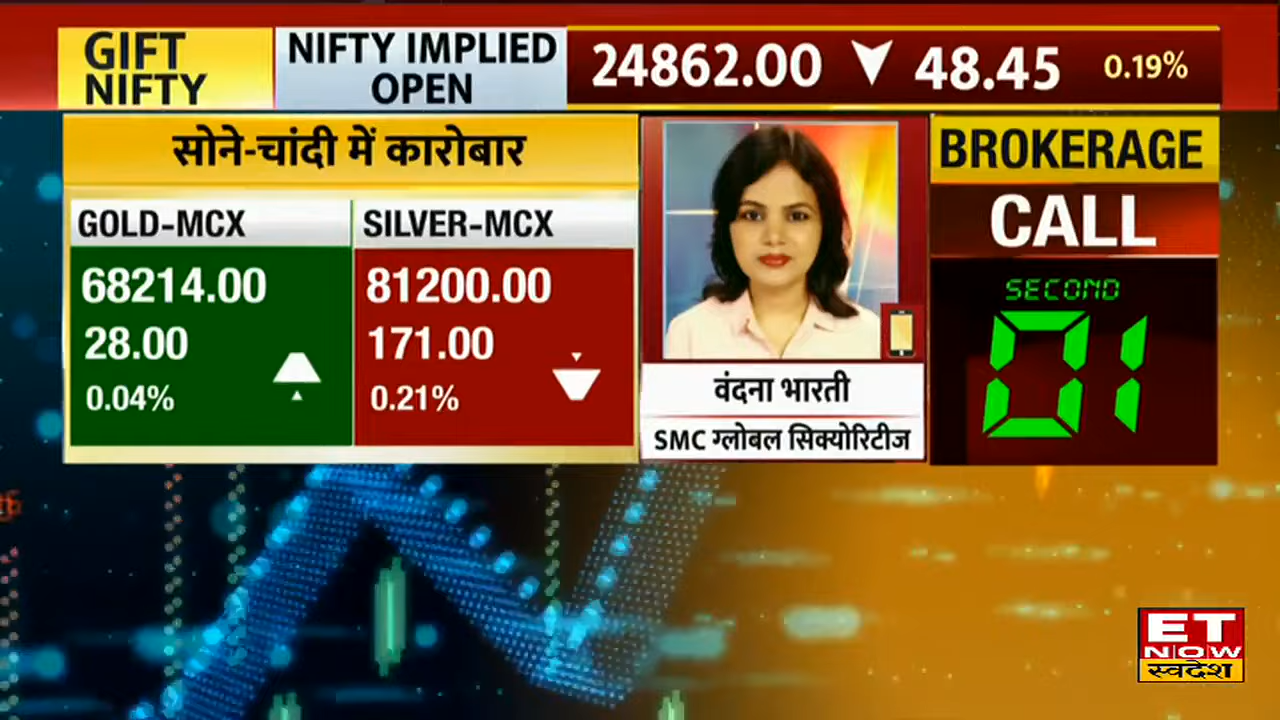 GIFT
NIFTY
NIFTY IMPLIED
OPEN
24862.00
48.45
0.19%
सोने-चांदी में कारोबार
GOLD-MCX
68214.00
28.00
0.04%
SILVER-MCX
81200.00
171.00
0.21%
वंदना भारती
SMC ग्लोबल सिक्योरिटीज
BROKERAGE
CALL
SECOND
01
ET
NOW
स्वदेश